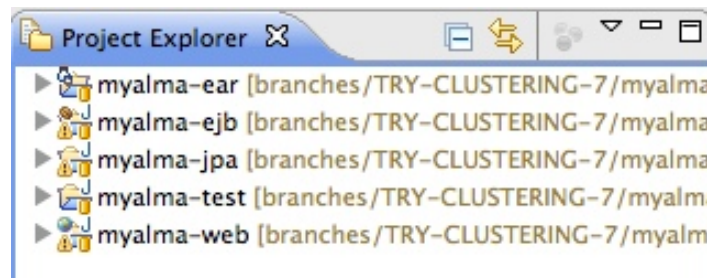 Project Explorer
myalma-ear [branches/TRY-CLUSTERING-7/myalma
myalma-ejb [branches/TRY-CLUSTERING-7/myalma
myalma-jpa [branches/TRY-CLUSTERING-7/myalma
myalma-test [branches/TRY-CLUSTERING-7/myalm
myalma-web [branches/TRY-CLUSTERING-7/myalm